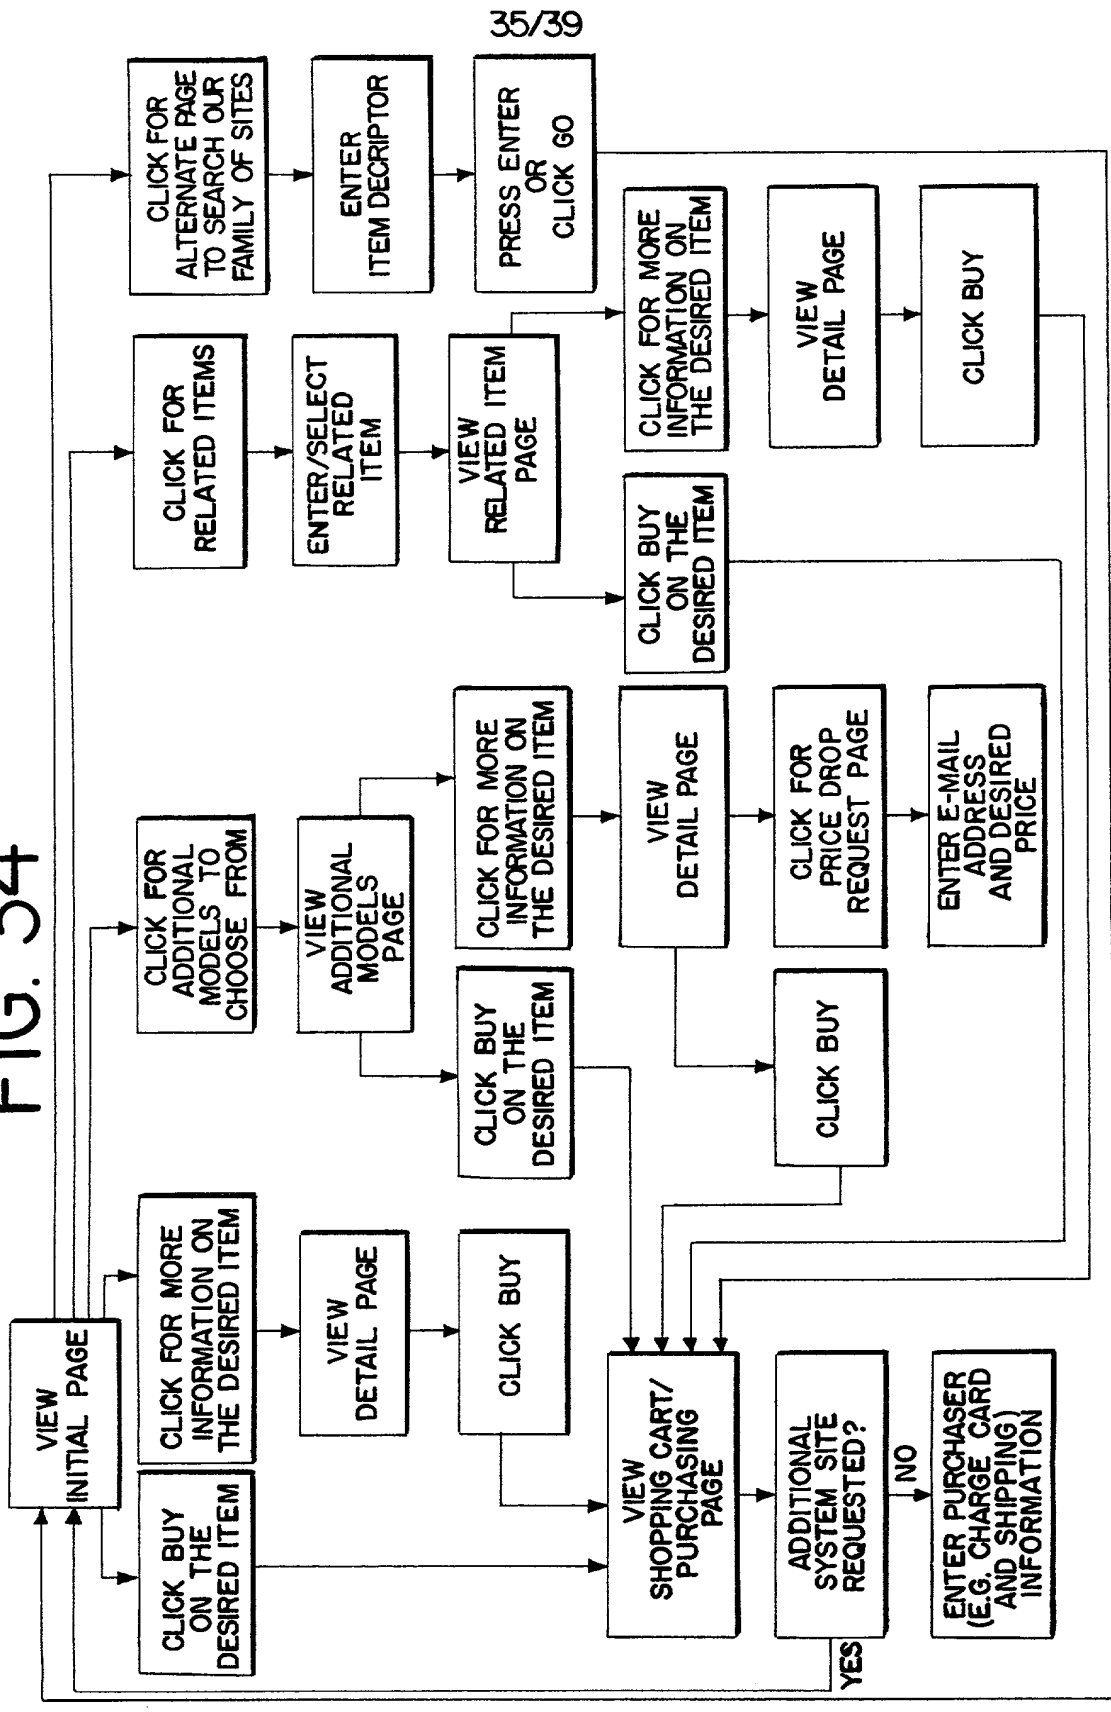 35/39
FIG. 34
VIEW
INITIAL PAGE
CLICK BUY
ON THE
DESIRED ITEM
CLICK FOR MORE
INFORMATION ON
THE DESIRED ITEM
VIEW
DETAIL PAGE
CLICK BUY
CLICK FOR
ADDITIONAL
MODELS TO
CHOOSE FROM
VIEW
ADDITIONAL
MODELS
PAGE
CLICK BUY
ON THE
DESIRED ITEM
CLICK FOR MORE
INFORMATION ON
THE DESIRED ITEM
VIEW
DETAIL PAGE
CLICK BUY
CLICK FOR
PRICE DROP
REQUEST PAGE
ENTER E-MAIL
ADDRESS
AND DESIRED
PRICE
CLICK FOR
RELATED ITEMS
ENTER/SELECT
RELATED
ITEM
VIEW
RELATED ITEM
PAGE
CLICK BUY
ON THE
DESIRED ITEM
CLICK FOR MORE
INFORMATION ON
THE DESIRED ITEM
VIEW
DETAIL PAGE
CLICK BUY
CLICK FOR
ALTERNATE PAGE
TO SEARCH OUR
FAMILY OF SITES
ENTER
ITEM DECRIPTOR
PRESS ENTER
OR
CLICK GO
VIEW
SHOPPING CART/
PURCHASING
PAGE
ADDITIONAL
SYSTEM SITE
REQUESTED?
YES
NO
ENTER PURCHASER
(E.G. CHARGE CARD
AND SHIPPING)
INFORMATION